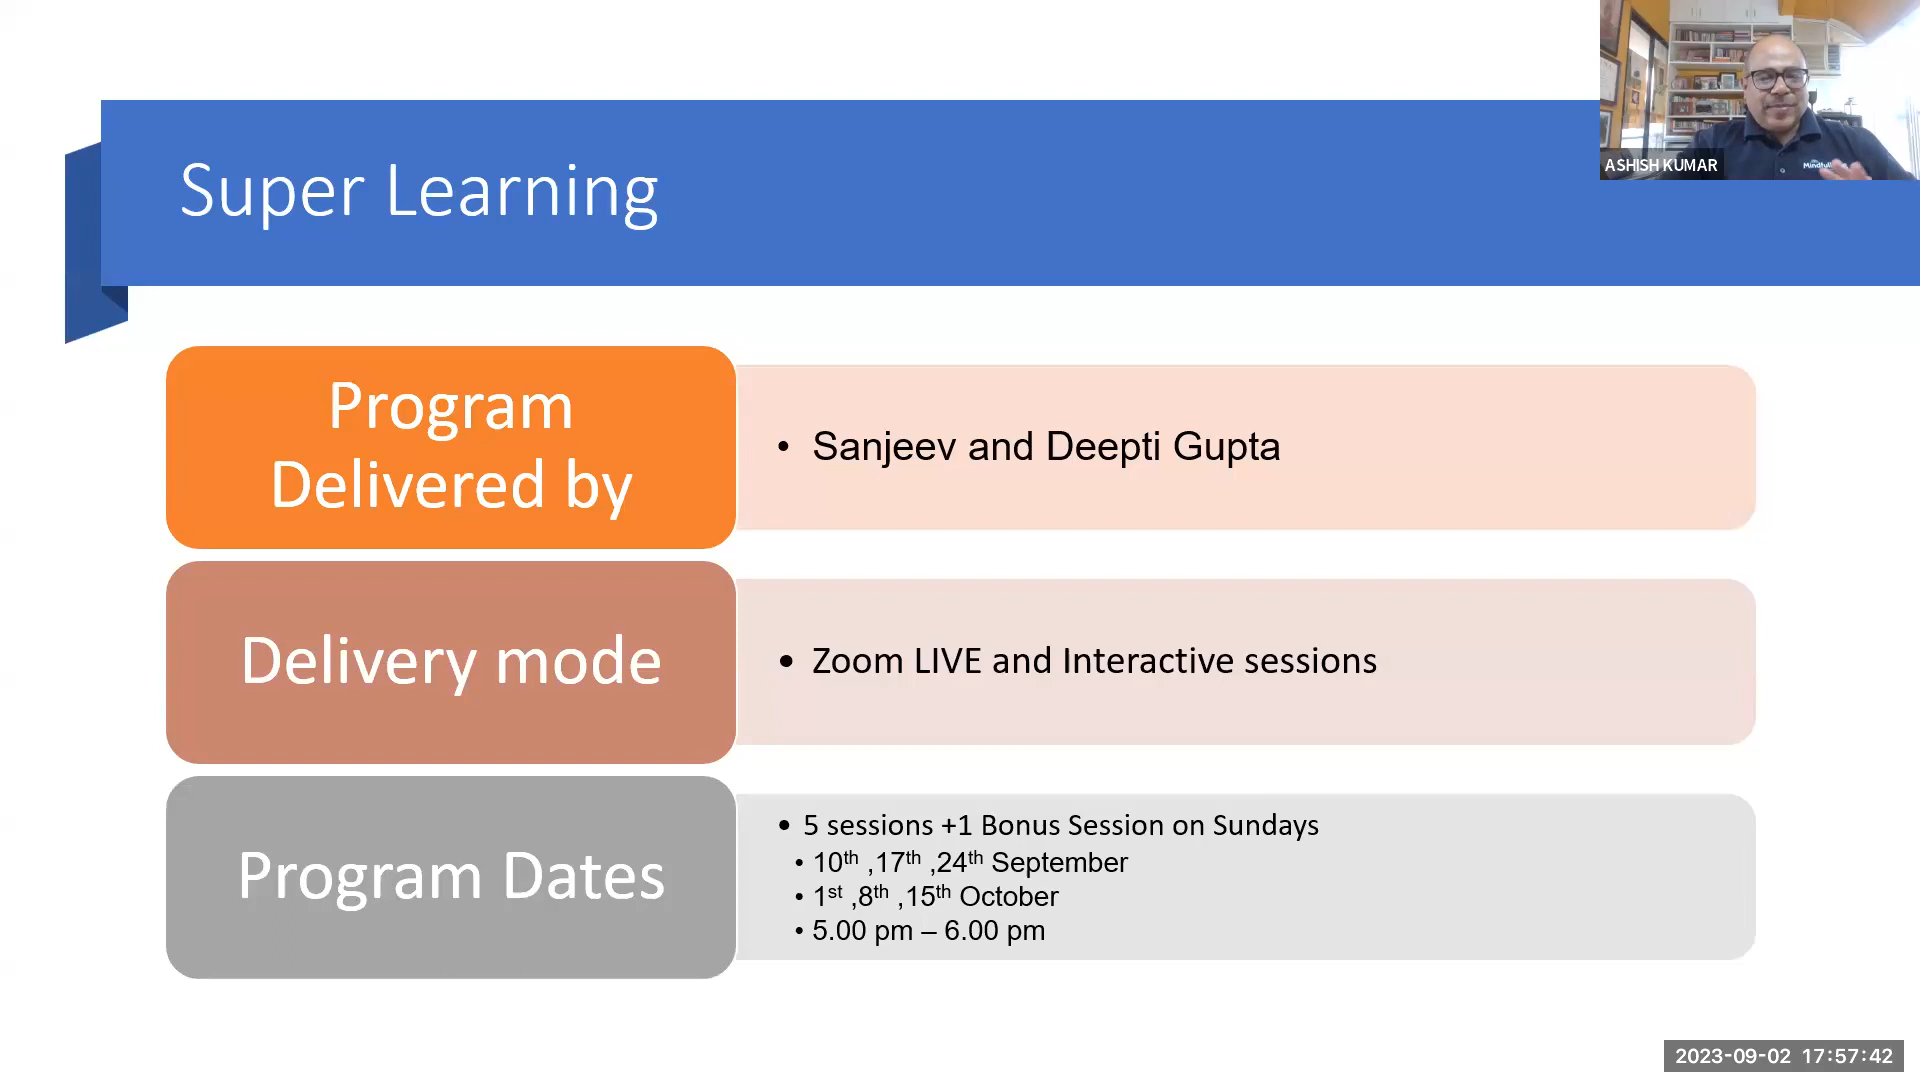 ASHISH KUMAR
Super Learning
Program
Delivered by
• Sanjeev and Deepti Gupta
Delivery mode
• Zoom LIVE and Interactive sessions
Program Dates
• 5 sessions +1 Bonus Session on Sundays
• 10th ,17th ,24th September
• 1st ,8th ,15th October
• 5.00 pm – 6.00 pm
2023-09-02 17:57:42